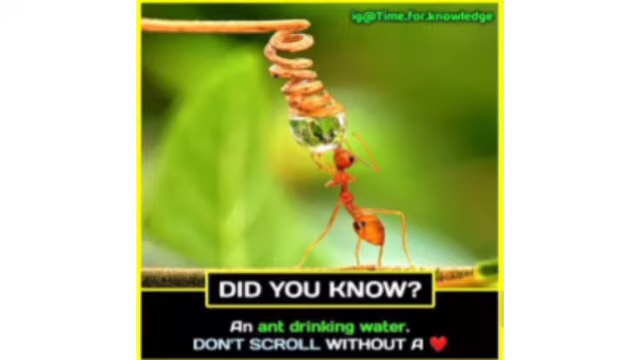 ig@Time.for.knowledge
DID YOU KNOW?
An ant drinking water.
DON'T SCROLL WITHOUT A ❤️